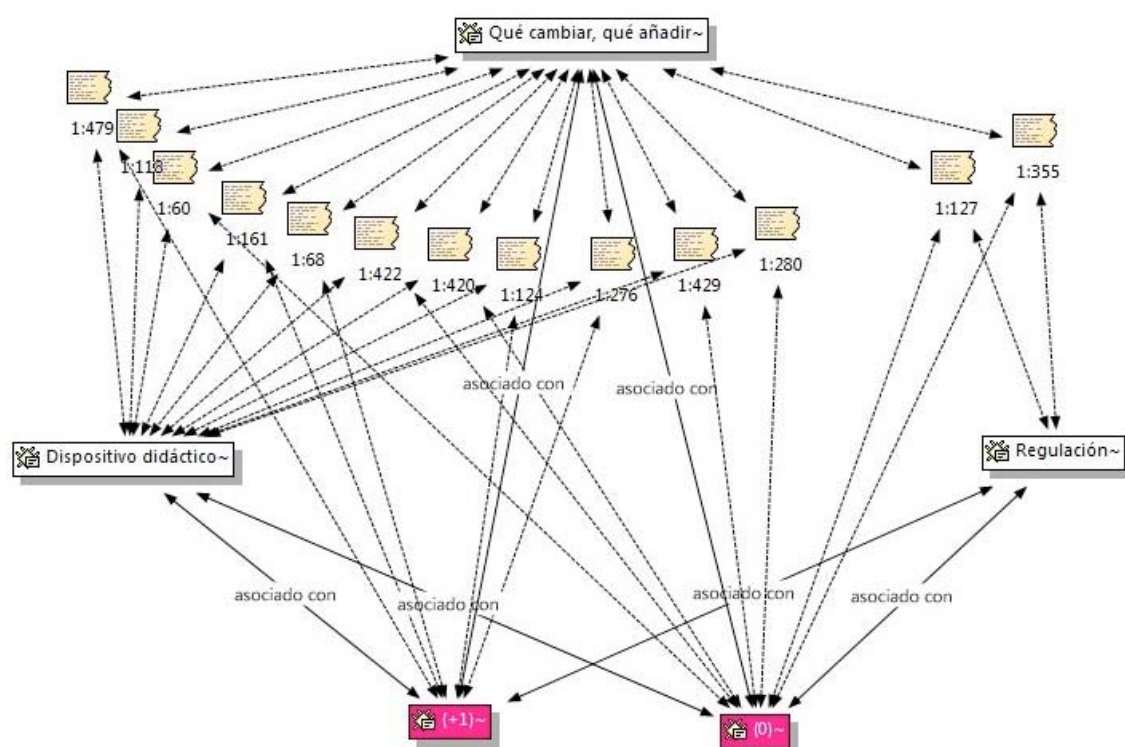 Qué cambiar, qué añadir~
1:479
1:118
1:60
1:161
1:68
1:422
1:420
1:124
1:276
1:429
1:280
1:127
1:355
asociado con
asociado con
Dispositivo didáctico~
Regulación~
asociado con
asociado con
asociado con
asociado con
(+1)~
(0)~